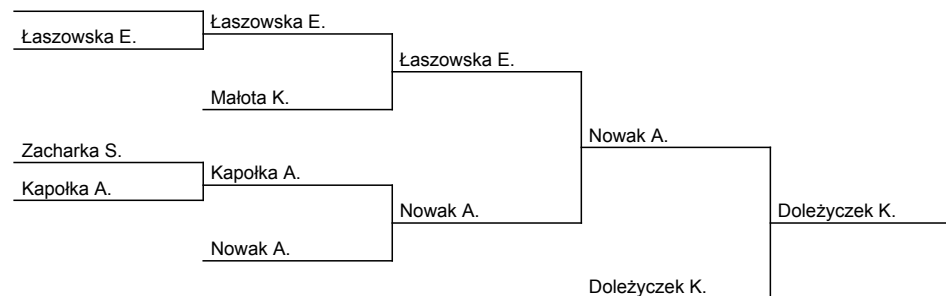 Łaszowska E.
Łaszowska E.
Łaszowska E.
Małota K.
Nowak A.
Zacharka S.
Kapołka A.
Kapołka A.
Nowak A.
Doleżyczek K.
Nowak A.
Doleżyczek K.